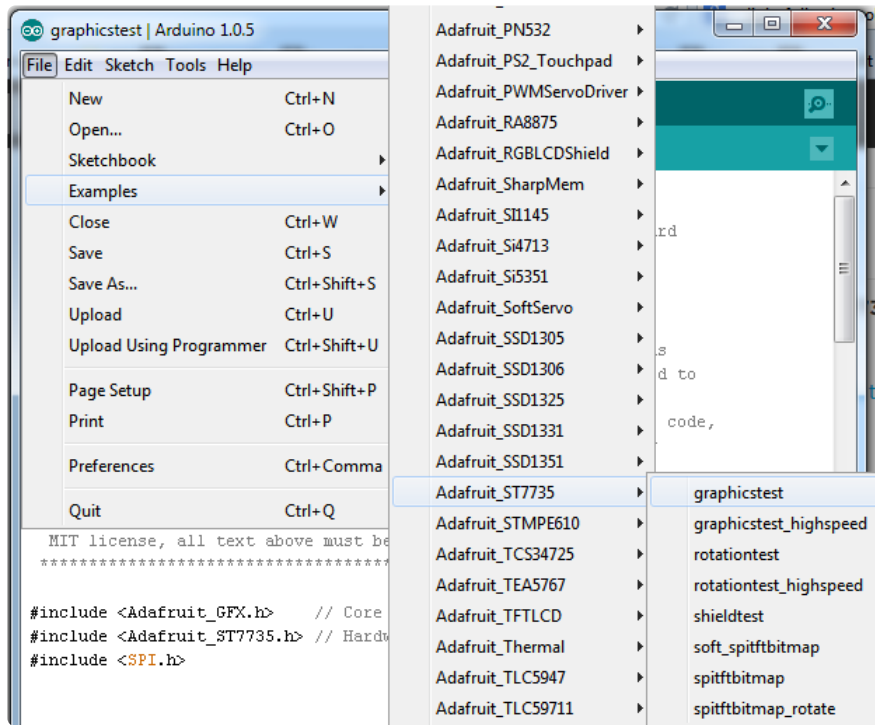 graphicstest | Arduino 1.0.5
File Edit Sketch Tools Help
New Ctrl+N
Open... Ctrl+O
Sketchbook
Examples
Close Ctrl+W
Save Ctrl+S
Save As... Ctrl+Shift+S
Upload Ctrl+U
Upload Using Programmer Ctrl+Shift+U
Page Setup Ctrl+Shift+P
Print Ctrl+P
Preferences Ctrl+Comma
Quit Ctrl+Q
Adafruit_PN532
Adafruit_PS2_Touchpad
Adafruit_PWMServoDriver
Adafruit_RA8875
Adafruit_RGBLCDShield
Adafruit_SharpMem
Adafruit_SI1145
Adafruit_Si4713
Adafruit_Si5351
Adafruit_SoftServo
Adafruit_SSD1305
Adafruit_SSD1306
Adafruit_SSD1325
Adafruit_SSD1331
Adafruit_SSD1351
Adafruit_ST7735
Adafruit_STMPE610
Adafruit_TCS34725
Adafruit_TEA5767
Adafruit_TFTLCD
Adafruit_Thermal
Adafruit_TLC5947
Adafruit_TLC59711
graphicstest
graphicstest_highspeed
rotationtest
rotationtest_highspeed
shieldtest
soft_spitftbitmap
spitftbitmap
spitftbitmap_rotate
rd
s
d to
code,
MIT license, all text above must be
************************************
#include <Adafruit_GFX.h> // Core
#include <Adafruit_ST7735.h> // Hardw
#include <SPI.h>